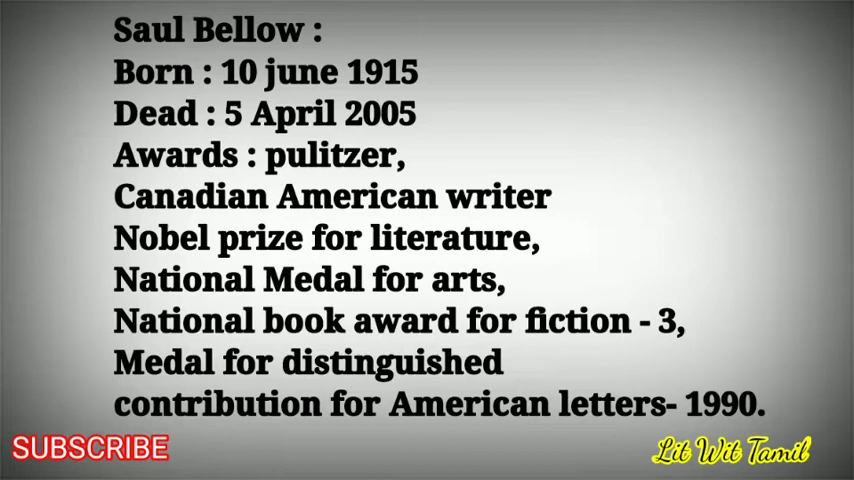 Saul Bellow :
Born : 10 june 1915
Dead : 5 April 2005
Awards : pulitzer,
Canadian American writer
Nobel prize for literature,
National Medal for arts,
National book award for fiction - 3,
Medal for distinguished
contribution for American letters- 1990.
SUBSCRIBE
Lit Wit Tamil